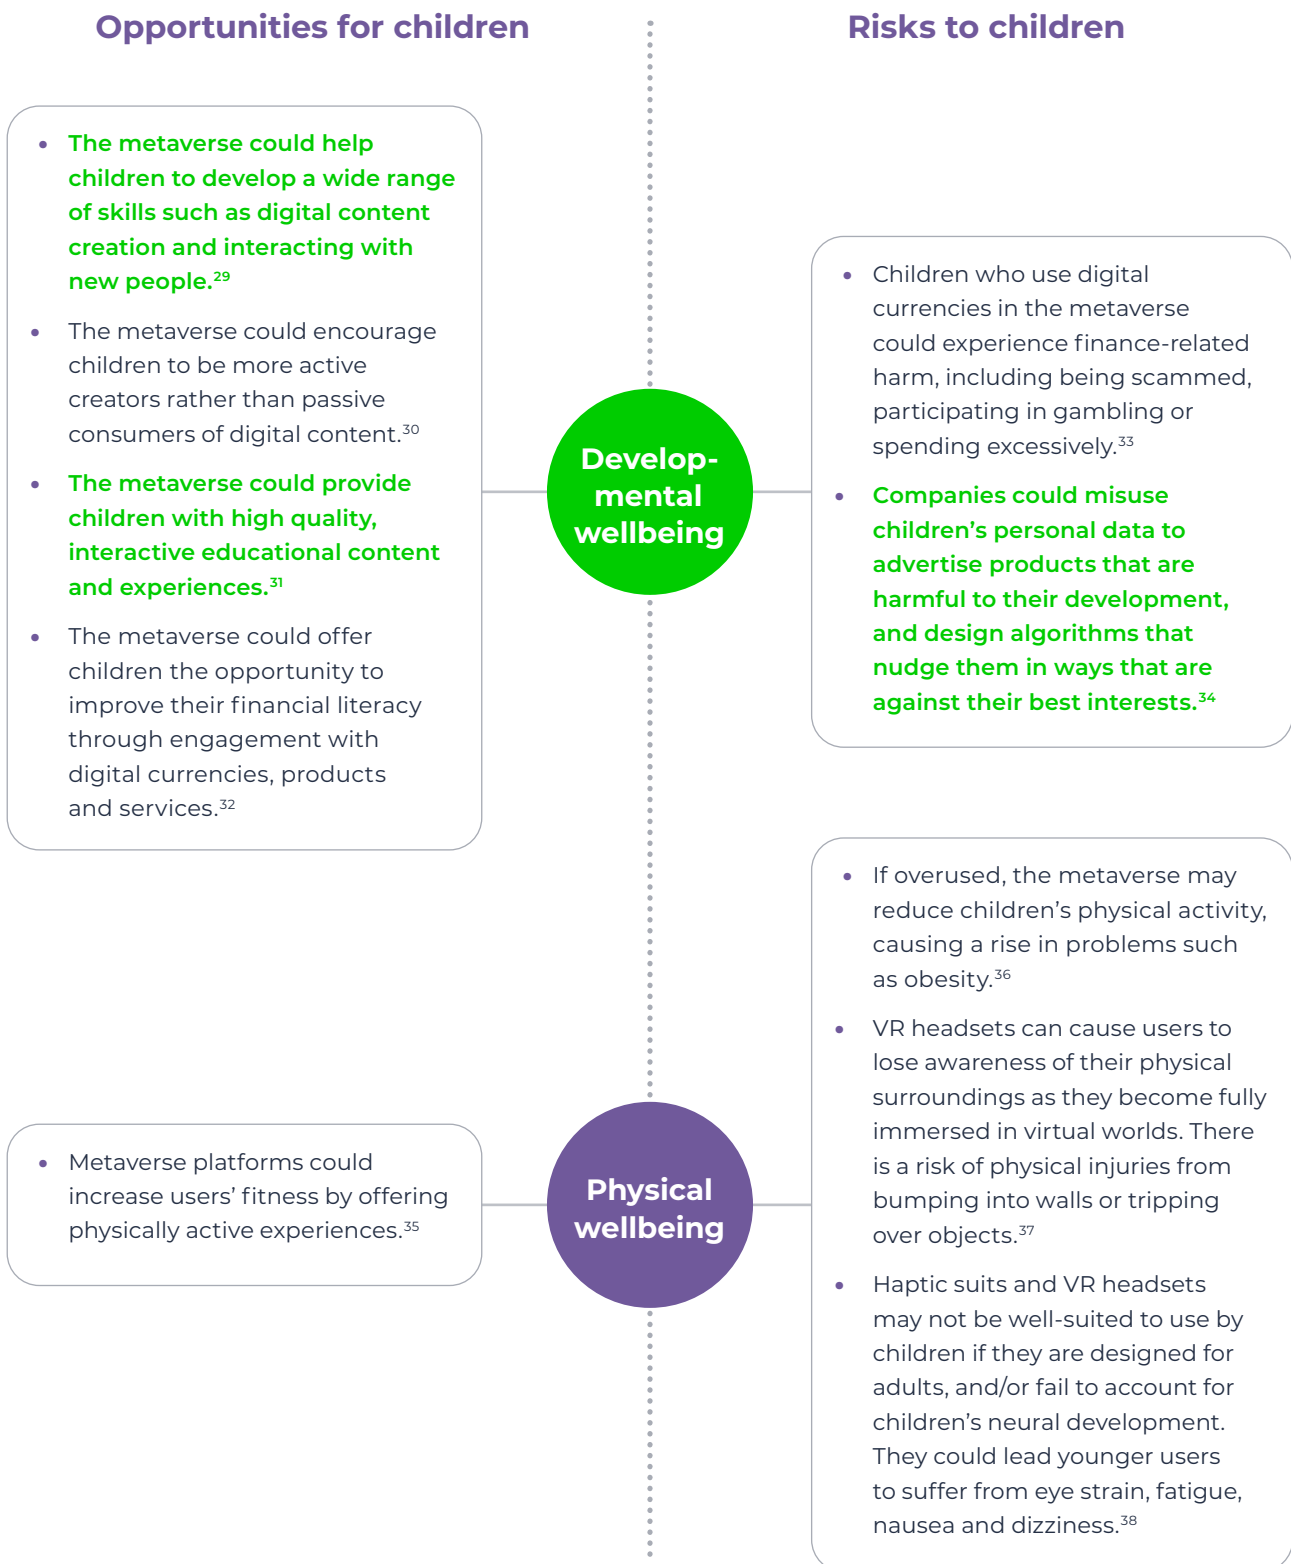 Opportunities for children
Risks to children
• The metaverse could help
children to develop a wide range
of skills such as digital content
creation and interacting with
new people.²⁹
• The metaverse could encourage
children to be more active
creators rather than passive
consumers of digital content.³⁰
• The metaverse could provide
children with high quality,
interactive educational content
and experiences.³¹
• The metaverse could offer
children the opportunity to
improve their financial literacy
through engagement with
digital currencies, products
and services.³²
Develop-
mental
wellbeing
• Children who use digital
currencies in the metaverse
could experience finance-related
harm, including being scammed,
participating in gambling or
spending excessively.³³
• Companies could misuse
children’s personal data to
advertise products that are
harmful to their development,
and design algorithms that
nudge them in ways that are
against their best interests.³⁴
• Metaverse platforms could
increase users’ fitness by offering
physically active experiences.³⁵
Physical
wellbeing
• If overused, the metaverse may
reduce children’s physical activity,
causing a rise in problems such
as obesity.³⁶
• VR headsets can cause users to
lose awareness of their physical
surroundings as they become fully
immersed in virtual worlds. There
is a risk of physical injuries from
bumping into walls or tripping
over objects.³⁷
• Haptic suits and VR headsets
may not be well-suited to use by
children if they are designed for
adults, and/or fail to account for
children’s neural development.
They could lead younger users
to suffer from eye strain, fatigue,
nausea and dizziness.³⁸